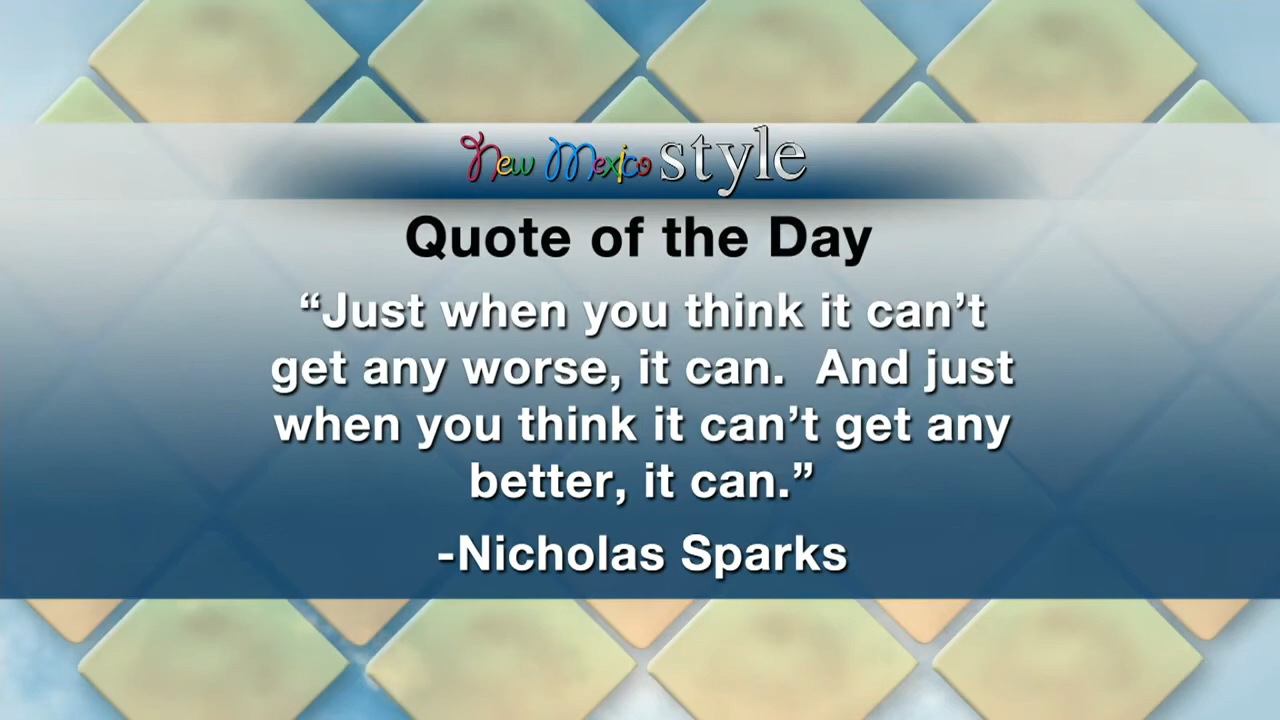 New Mexico style
Quote of the Day
“Just when you think it can’t
get any worse, it can.  And just
when you think it can’t get any
better, it can.”
-Nicholas Sparks